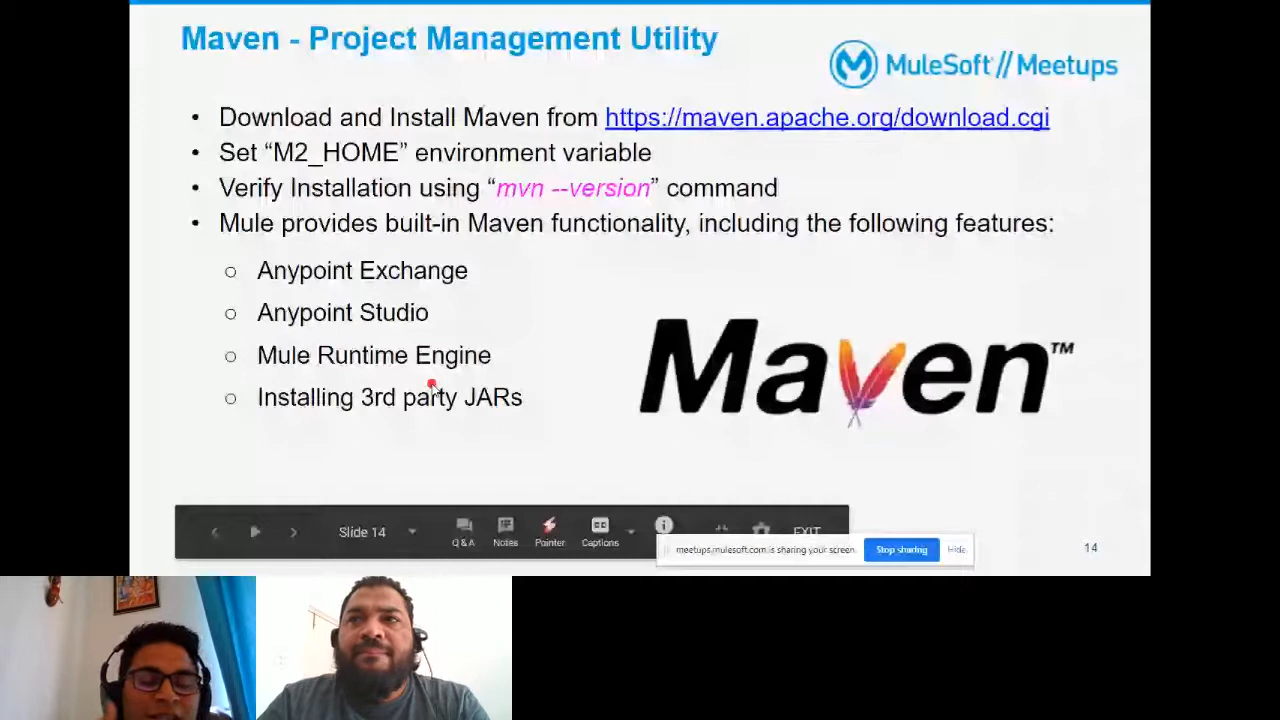 Maven - Project Management Utility
MuleSoft // Meetups
• Download and Install Maven from https://maven.apache.org/download.cgi
• Set “M2_HOME” environment variable
• Verify Installation using “mvn --version” command
• Mule provides built-in Maven functionality, including the following features:
○ Anypoint Exchange
○ Anypoint Studio
○ Mule Runtime Engine
○ Installing 3rd party JARs
Maven™
Slide 14
Q & A
Notes
Pointer
Captions
EXIT
meetups.mulesoft.com is sharing your screen.
Stop sharing
Hide
14